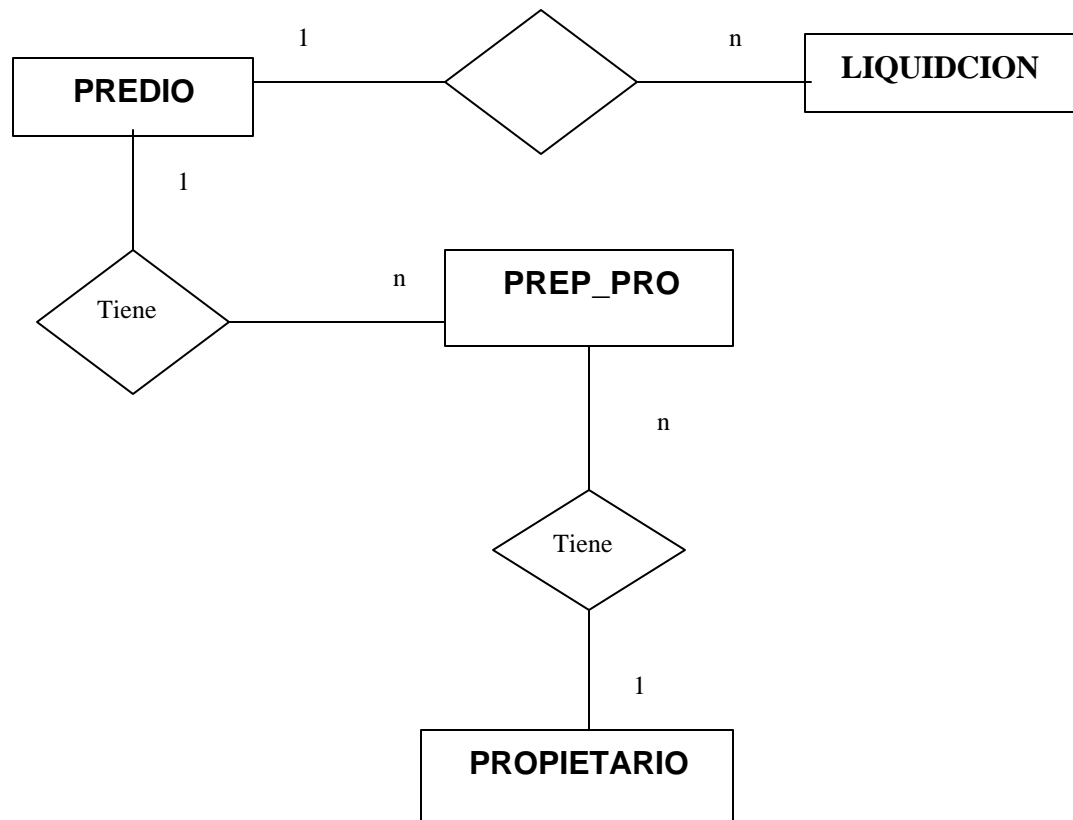 1
n
PREDIO
LIQUIDCION
1
n
PREP_PRO
Tiene
n
Tiene
1
PROPIETARIO